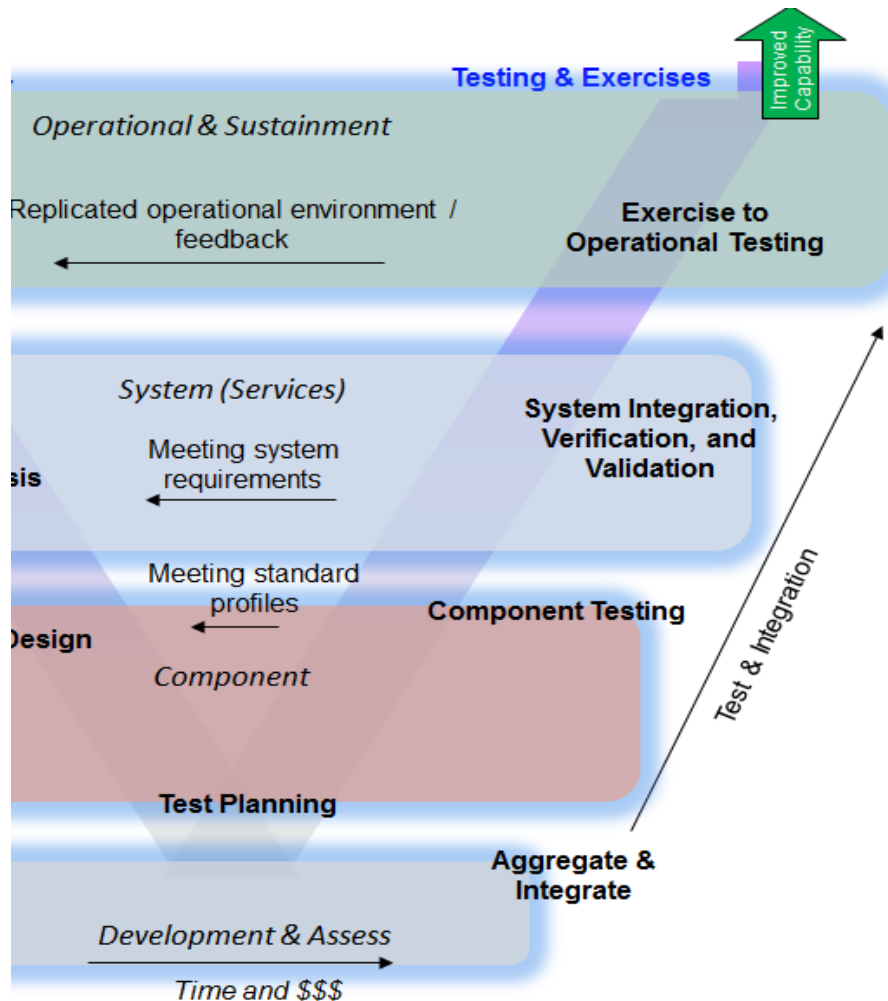 Improved
Capability
Testing & Exercises
Operational & Sustainment
Replicated operational environment /
feedback
Exercise to
Operational Testing
System (Services)
System Integration,
Verification, and
Validation
Meeting system
requirements
sis
Meeting standard
profiles
Component Testing
Design
Component
Test & Integration
Test Planning
Aggregate &
Integrate
Development & Assess
Time and $$$